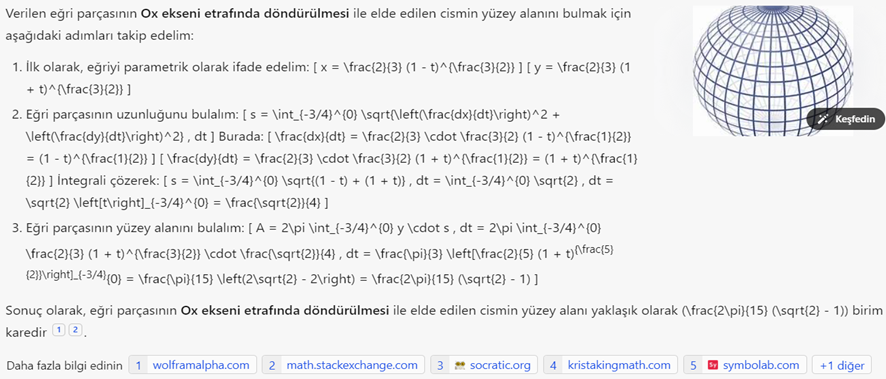 Verilen eğri parçasının Ox ekseni etrafında döndürülmesi ile elde edilen cismin yüzey alanını bulmak için
aşağıdaki adımları takip edelim:
1. İlk olarak, eğriyi parametrik olarak ifade edelim: [ x = \frac{2}{3} (1 - t)^{\frac{3}{2}} ] [ y = \frac{2}{3} (1
+ t)^{\frac{3}{2}} ]
2. Eğri parçasının uzunluğunu bulalım: [ s = \int_{-3/4}^{0} \sqrt{\left(\frac{dx}{dt}\right)^2 +
\left(\frac{dy}{dt}\right)^2} , dt ] Burada: [ \frac{dx}{dt} = \frac{2}{3} \cdot \frac{3}{2} (1 - t)^{\frac{1}{2}}
= (1 - t)^{\frac{1}{2}} ] [ \frac{dy}{dt} = \frac{2}{3} \cdot \frac{3}{2} (1 + t)^{\frac{1}{2}} = (1 + t)^{\frac{1}
{2}} ] İntegrali çözerek: [ s = \int_{-3/4}^{0} \sqrt{(1 - t) + (1 + t)} , dt = \int_{-3/4}^{0} \sqrt{2} , dt =
\sqrt{2} \left[t\right]_{-3/4}^{0} = \frac{\sqrt{2}}{4} ]
3. Eğri parçasının yüzey alanını bulalım: [ A = 2\pi \int_{-3/4}^{0} y \cdot s , dt = 2\pi \int_{-3/4}^{0}
\frac{2}{3} (1 + t)^{\frac{3}{2}} \cdot \frac{\sqrt{2}}{4} , dt = \frac{\pi}{3} \left[\frac{2}{5} (1 + t){\frac{5}
{2}}\right]_{-3/4}{0} = \frac{\pi}{15} \left(2\sqrt{2} - 2\right) = \frac{2\pi}{15} (\sqrt{2} - 1) ]
Sonuç olarak, eğri parçasının Ox ekseni etrafında döndürülmesi ile elde edilen cismin yüzey alanı yaklaşık olarak (\frac{2\pi}{15} (\sqrt{2} - 1)) birim
karedir 1 2 .
Keşfedin
Daha fazla bilgi edinin 1 wolframalpha.com 2 math.stackexchange.com 3 socratic.org 4 kristakingmath.com 5 Sy symbolab.com +1 diğer